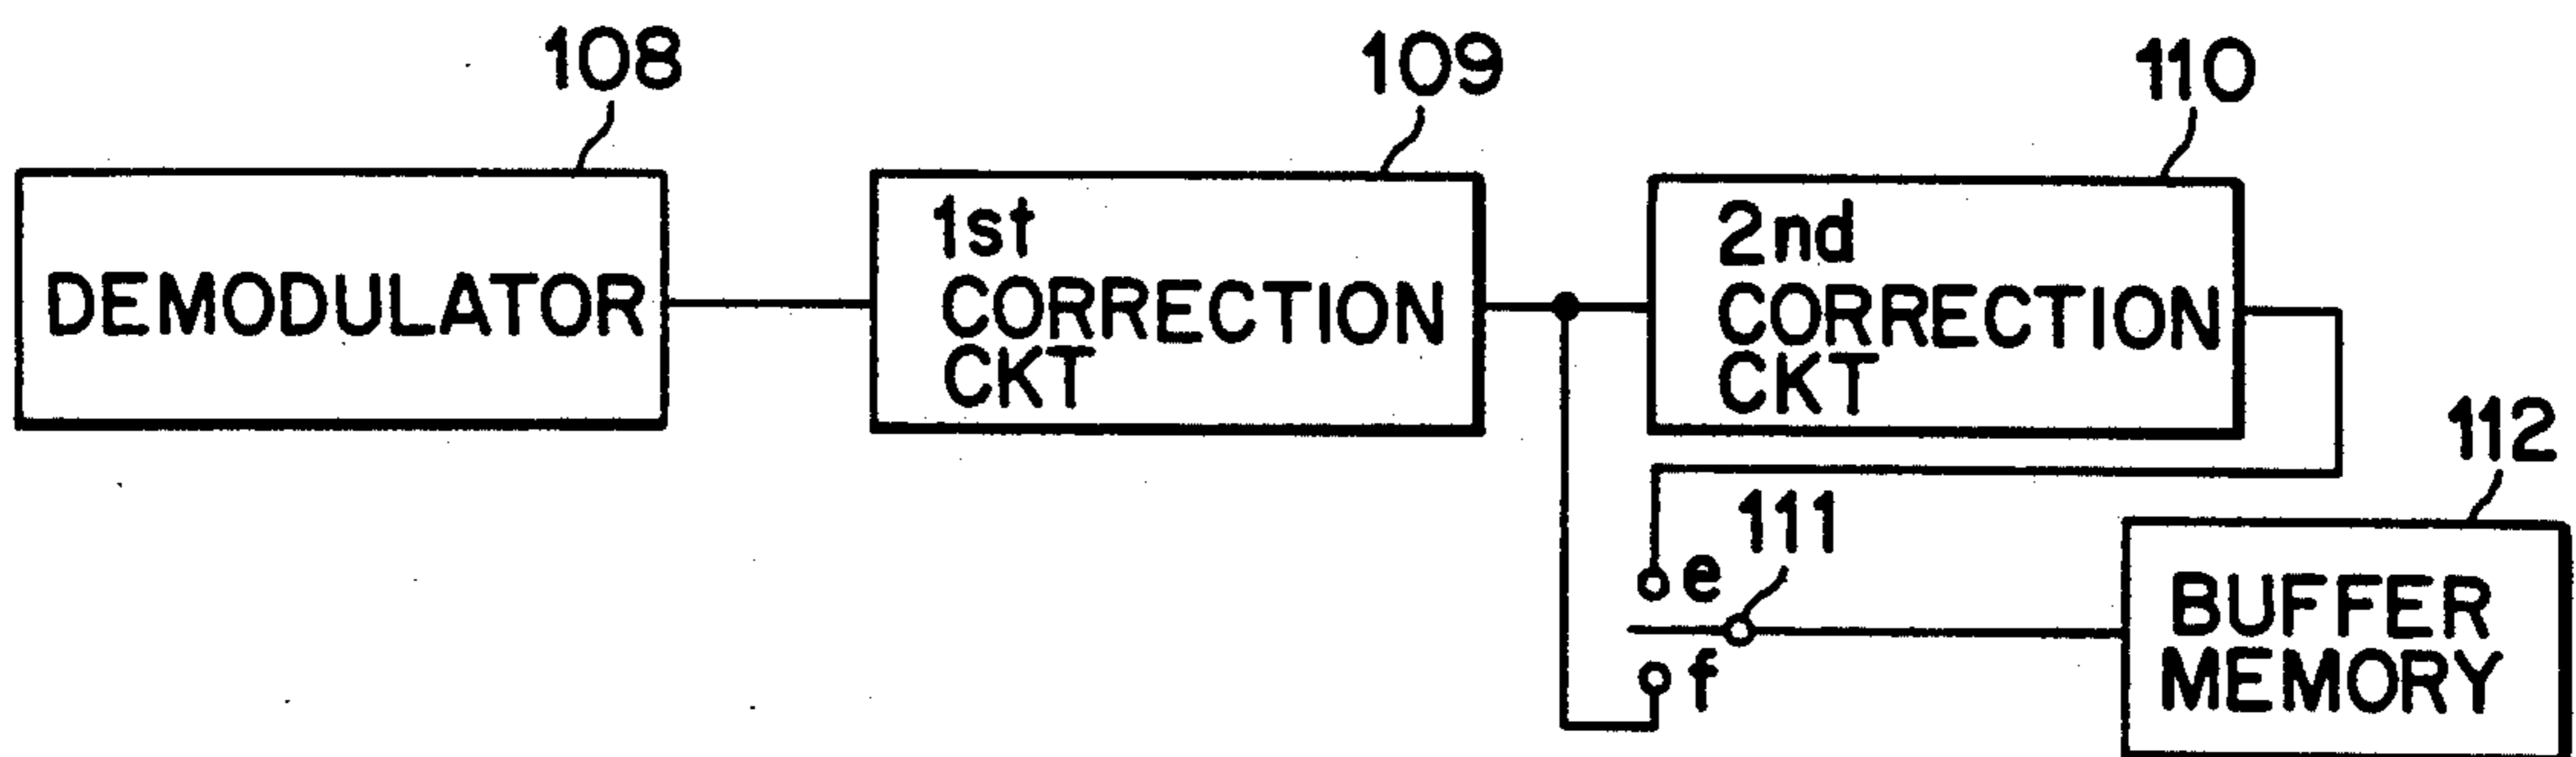 108
109
110
DEMODULATOR
1st
CORRECTION
CKT
2nd
CORRECTION
CKT
112
111
e
f
BUFFER
MEMORY